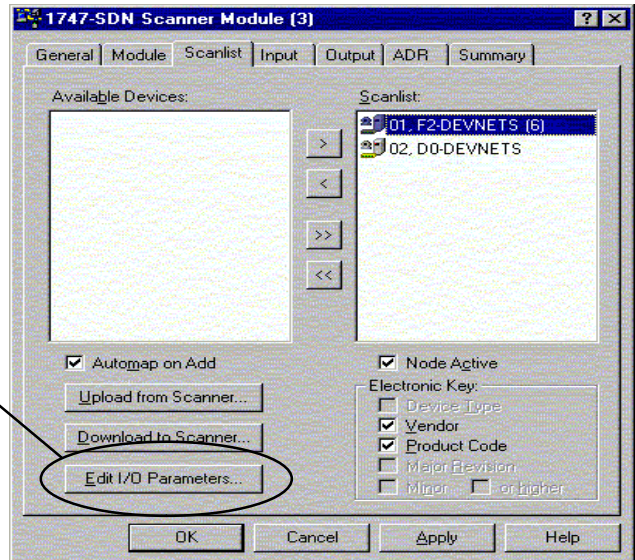 1747-SDN Scanner Module (3)
General Module Scanlist Input Output ADR Summary
Available Devices:
Scanlist:
01, F2-DEVNETS (6)
02, D0-DEVNETS
>
<
>>
<<
Automap on Add
Upload from Scanner...
Download to Scanner...
Edit I/O Parameters...
Node Active
Electronic Key:
Device Type
Vendor
Product Code
Major Revision
Minor or higher
OK Cancel Apply Help